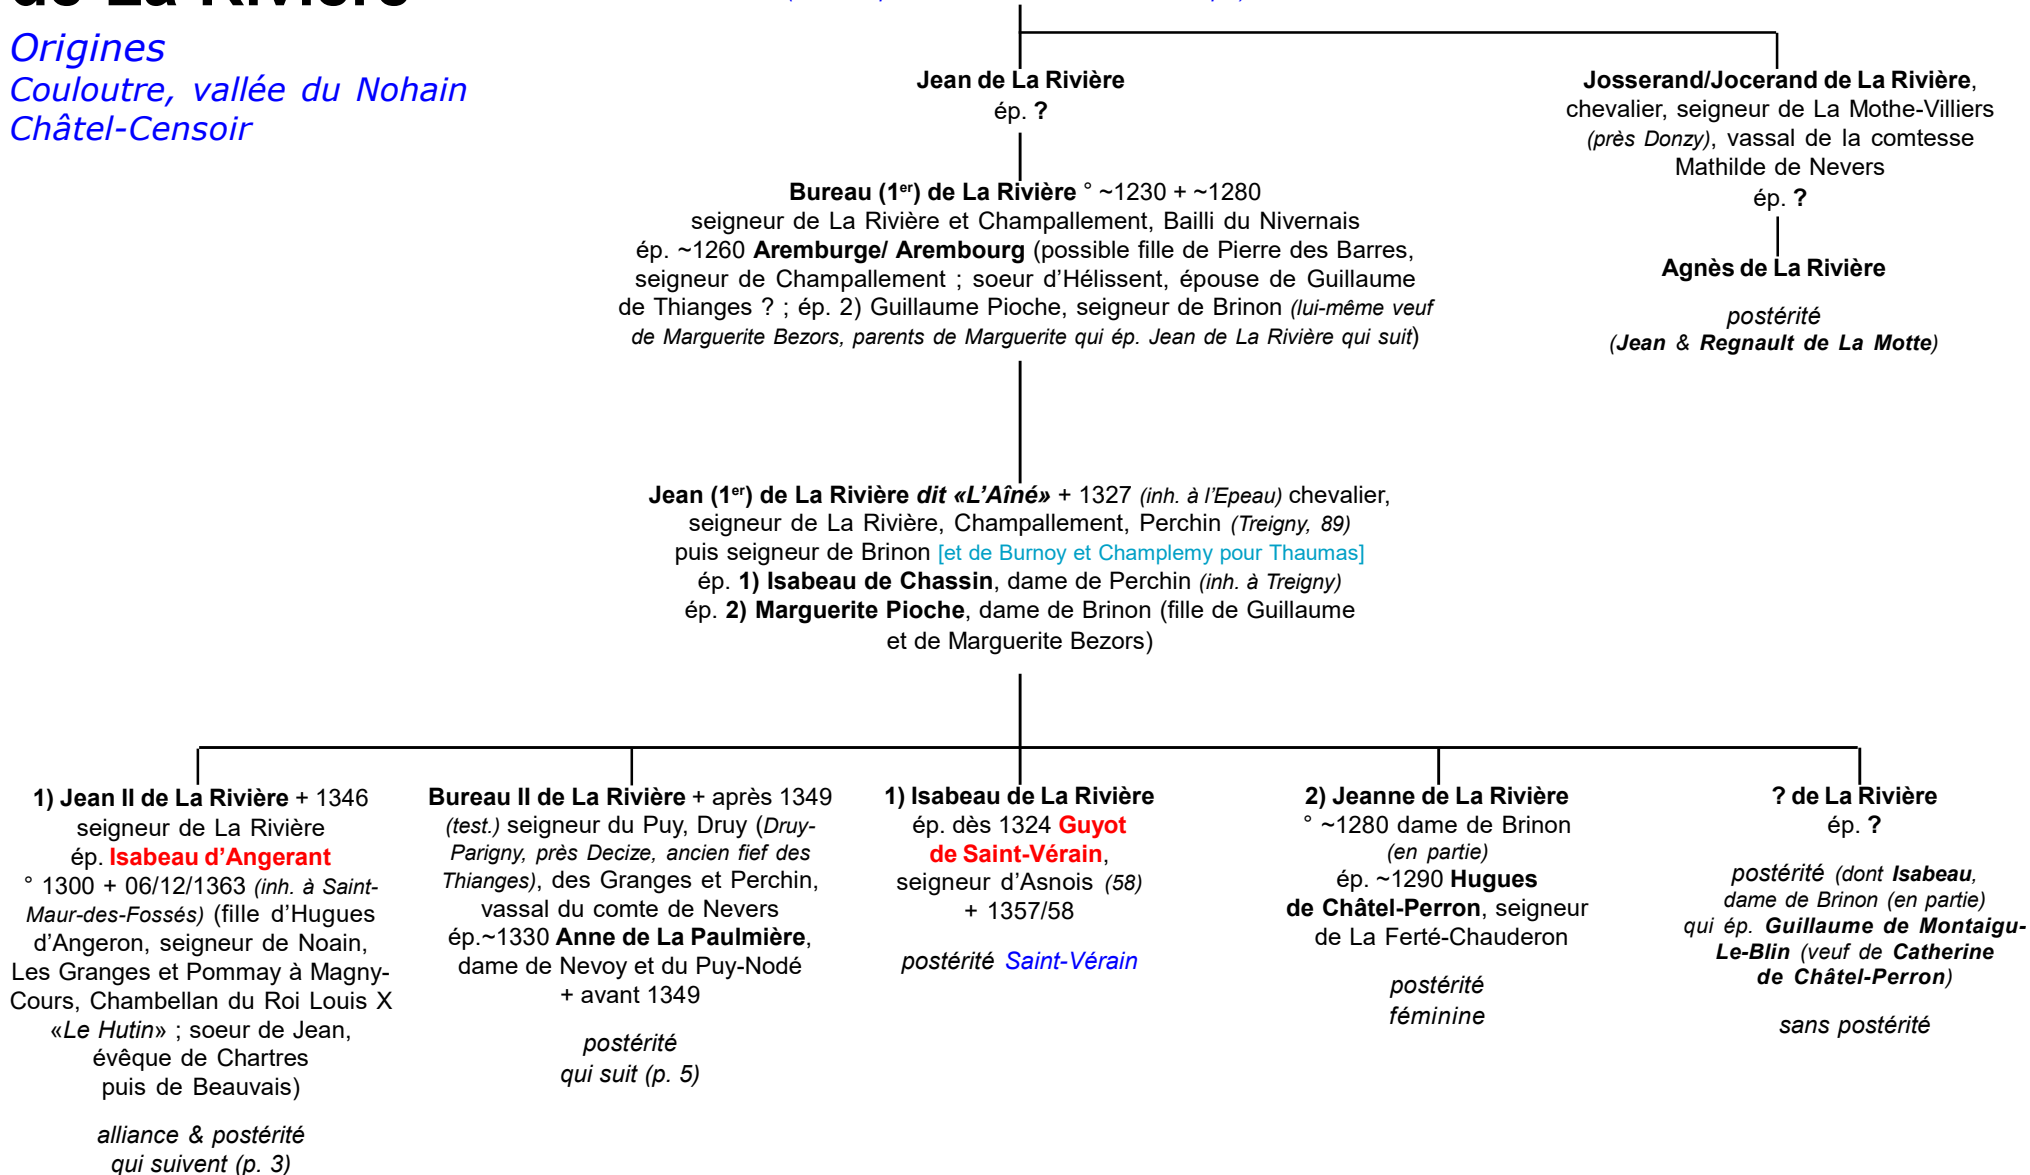 de La Rivière
Origines
Couloutre, vallée du Nohain
Châtel-Censoir
Jean de La Rivière
ép. ?
Josserand/Jocerand de La Rivière,
chevalier, seigneur de La Mothe-Villiers
(près Donzy), vassal de la comtesse
Mathilde de Nevers
ép. ?
Agnès de La Rivière
postérité
(Jean & Regnault de La Motte)
Bureau (1er) de La Rivière ° ~1230 + ~1280
seigneur de La Rivière et Champallement, Bailli du Nivernais
ép. ~1260 Aremburge/ Arembourg (possible fille de Pierre des Barres,
seigneur de Champallement ; soeur d’Hélissent, épouse de Guillaume
de Thianges ? ; ép. 2) Guillaume Pioche, seigneur de Brinon (lui-même veuf
de Marguerite Bezors, parents de Marguerite qui ép. Jean de La Rivière qui suit)
Jean (1er) de La Rivière dit «L’Aîné» + 1327 (inh. à l’Epeau) chevalier,
seigneur de La Rivière, Champallement, Perchin (Treigny, 89)
puis seigneur de Brinon [et de Burnoy et Champlemy pour Thaumas]
ép. 1) Isabeau de Chassin, dame de Perchin (inh. à Treigny)
ép. 2) Marguerite Pioche, dame de Brinon (fille de Guillaume
et de Marguerite Bezors)
1) Jean II de La Rivière + 1346
seigneur de La Rivière
ép. Isabeau d’Angerant
° 1300 + 06/12/1363 (inh. à Saint-
Maur-des-Fossés) (fille d’Hugues
d’Angeron, seigneur de Noain,
Les Granges et Pommay à Magny-
Cours, Chambellan du Roi Louis X
«Le Hutin» ; soeur de Jean,
évêque de Chartres
puis de Beauvais)
alliance & postérité
qui suivent (p. 3)
Bureau II de La Rivière + après 1349
(test.) seigneur du Puy, Druy (Druy-
Parigny, près Decize, ancien fief des
Thianges), des Granges et Perchin,
vassal du comte de Nevers
ép.~1330 Anne de La Paulmière,
dame de Nevoy et du Puy-Nodé
+ avant 1349
postérité
qui suit (p. 5)
1) Isabeau de La Rivière
ép. dès 1324 Guyot
de Saint-Vérain,
seigneur d’Asnois (58)
+ 1357/58
postérité Saint-Vérain
2) Jeanne de La Rivière
° ~1280 dame de Brinon
(en partie)
ép. ~1290 Hugues
de Châtel-Perron, seigneur
de La Ferté-Chauderon
postérité
féminine
? de La Rivière
ép. ?
postérité (dont Isabeau,
dame de Brinon (en partie)
qui ép. Guillaume de Montaigu-
Le-Blin (veuf de Catherine
de Châtel-Perron)
sans postérité